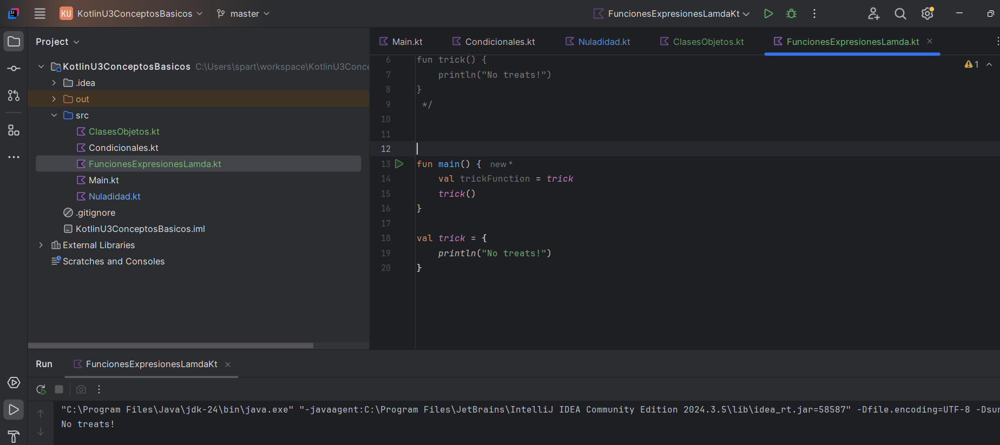 KU KotlinU3ConceptosBasicos master FuncionesExpresionesLamdaKt
Project
KotlinU3ConceptosBasicos C:\Users\spart\workspace\KotlinU3Conce
.idea
out
src
ClasesObjetos.kt
Condicionales.kt
FuncionesExpresionesLamda.kt
Main.kt
Nuladidad.kt
.gitignore
KotlinU3ConceptosBasicos.iml
External Libraries
Scratches and Consoles
Main.kt Condicionales.kt Nuladidad.kt ClasesObjetos.kt FuncionesExpresionesLamda.kt
1
6 fun trick() {
7 println("No treats!")
8 }
9 */
10
11
12
13 fun main() { new *
14 val trickFunction = trick
15 trick()
16 }
17
18 val trick = {
19 println("No treats!")
20 }
Run FuncionesExpresionesLamdaKt
"C:\Program Files\Java\jdk-24\bin\java.exe" "-javaagent:C:\Program Files\JetBrains\IntelliJ IDEA Community Edition 2024.3.5\lib\idea_rt.jar=58587" -Dfile.encoding=UTF-8 -Dsur
No treats!